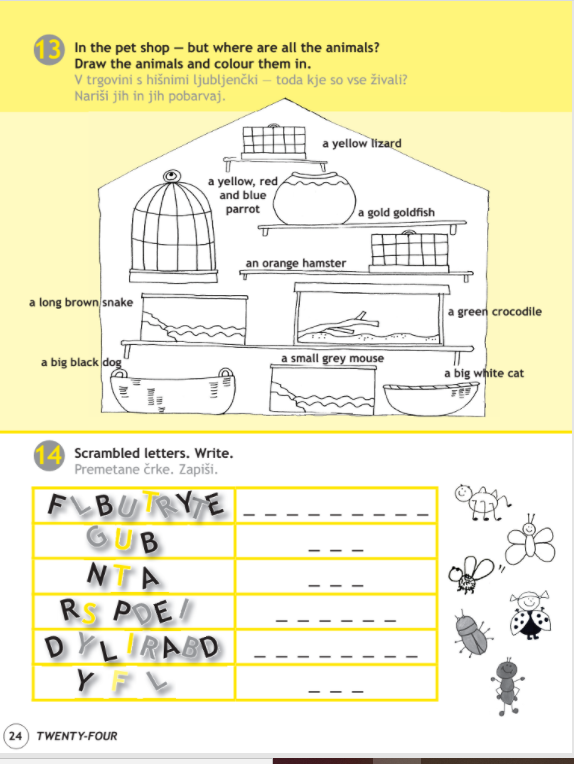 13 In the pet shop — but where are all the animals?
Draw the animals and colour them in.
V trgovini s hišnimi ljubljenčki — toda kje so vse živali?
Nariši jih in jih pobarvaj.
a yellow lizard
a yellow, red
and blue
parrot
a gold goldfish
an orange hamster
a long brown snake
a green crocodile
a big black dog
a small grey mouse
a big white cat
14 Scrambled letters. Write.
Premetane črke. Zapiši.
FLBUTRYTE _ _ _ _ _ _ _ _ _
GUB _ _ _
NTA _ _ _
RSPDEI _ _ _ _ _ _
DYLIRABD _ _ _ _ _ _ _ _
YFL _ _ _
24 TWENTY-FOUR